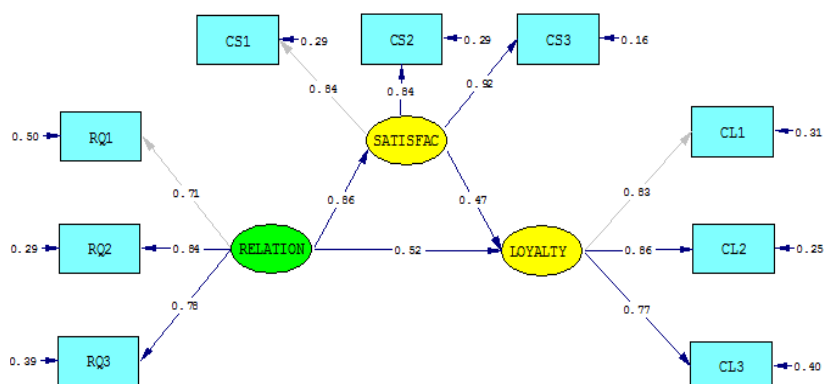 CS1
0.29
CS2
0.29
CS3
0.16
0.84
0.84
0.92
0.50
RQ1
SATISFAC
CL1
0.31
0.71
0.86
0.47
0.83
0.29
RQ2
0.84
RELATION
0.52
LOYALTY
0.86
CL2
0.25
0.78
0.77
0.39
RQ3
CL3
0.40